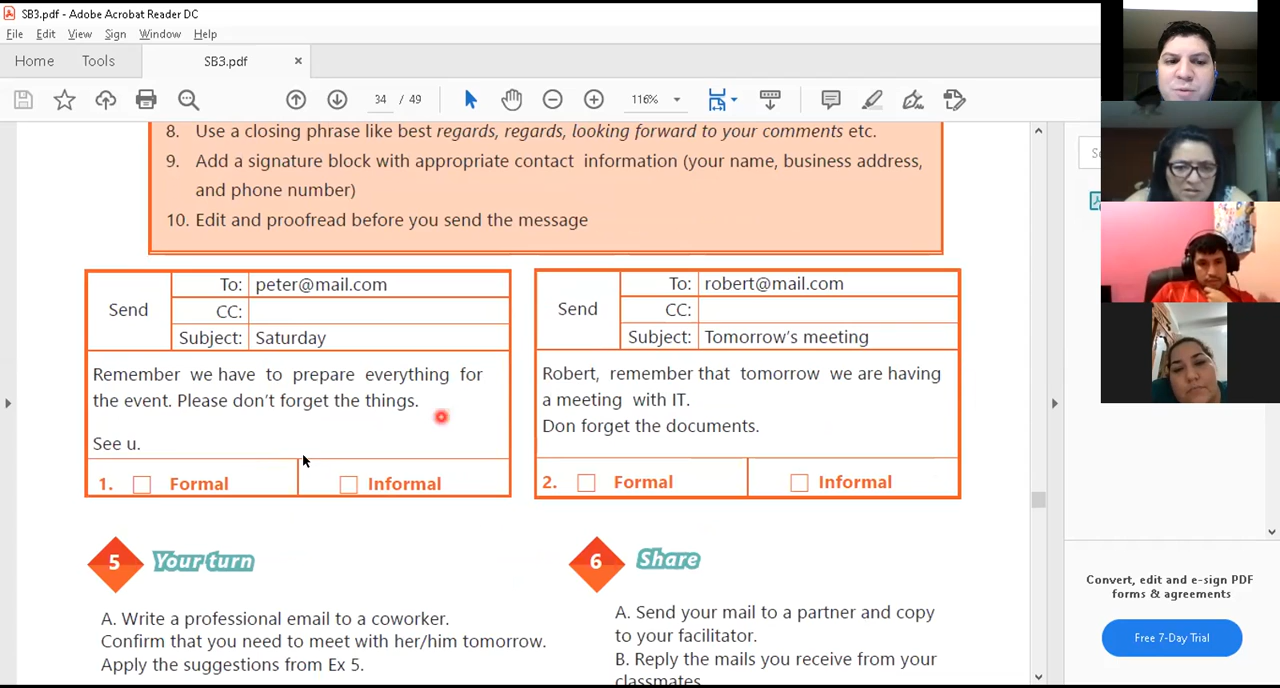 SB3.pdf - Adobe Acrobat Reader DC
File Edit View Sign Window Help
Home Tools SB3.pdf ×
34 / 49 116%
8. Use a closing phrase like best regards, regards, looking forward to your comments etc.
9. Add a signature block with appropriate contact information (your name, business address,
and phone number)
10. Edit and proofread before you send the message
Send
To: peter@mail.com
CC:
Subject: Saturday
Remember we have to prepare everything for
the event. Please don't forget the things.
See u.
1. Formal Informal
Send
To: robert@mail.com
CC:
Subject: Tomorrow's meeting
Robert, remember that tomorrow we are having
a meeting with IT.
Don forget the documents.
2. Formal Informal
5 Your turn
A. Write a professional email to a coworker.
Confirm that you need to meet with her/him tomorrow.
Apply the suggestions from Ex 5.
6 Share
A. Send your mail to a partner and copy
to your facilitator.
B. Reply the mails you receive from your
classmates.
Convert, edit and e-sign PDF
forms & agreements
Free 7-Day Trial